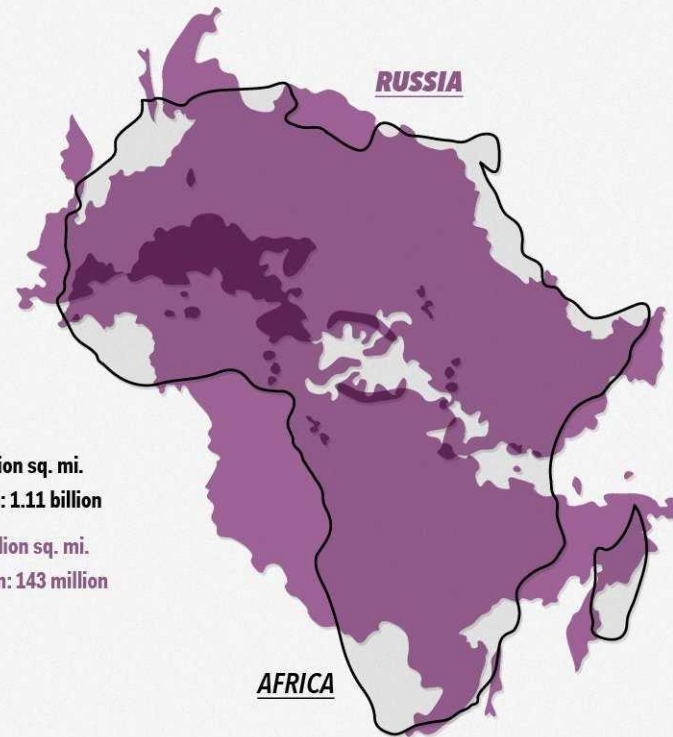 RUSSIA
ion sq. mi.
: 1.11 billion
lion sq. mi.
n: 143 million
AFRICA